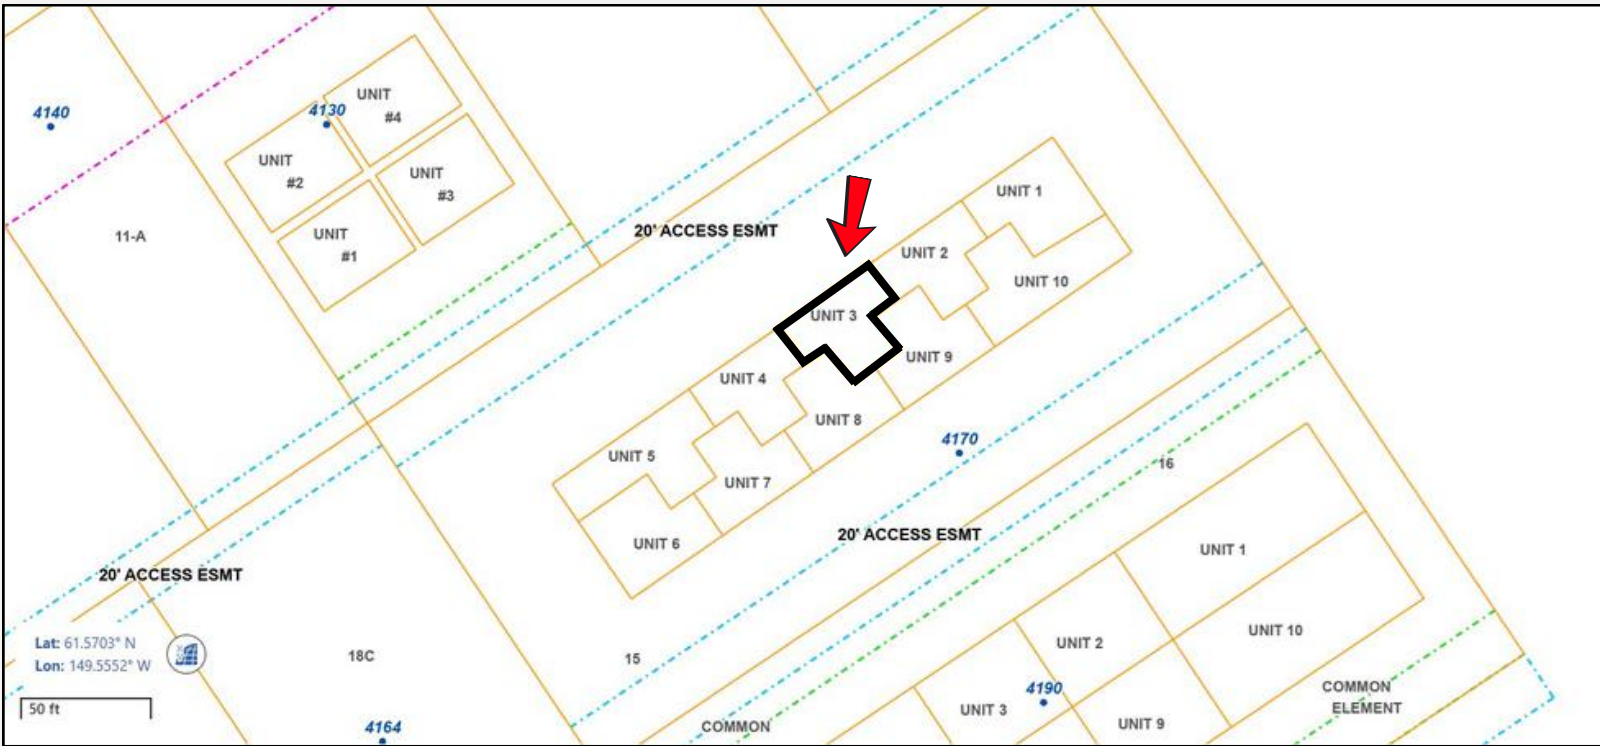 4140
4130
UNIT
#4
UNIT
#2
UNIT
#3
UNIT
#1
11-A
20' ACCESS ESMT
UNIT 1
UNIT 2
UNIT 10
UNIT 3
UNIT 9
UNIT 4
UNIT 8
UNIT 5
UNIT 7
UNIT 6
4170
16
20' ACCESS ESMT
20' ACCESS ESMT
UNIT 1
UNIT 10
UNIT 2
UNIT 3
4190
UNIT 9
COMMON
ELEMENT
Lat: 61.5703° N
Lon: 149.5552° W
50 ft
18C
15
4164
COMMON